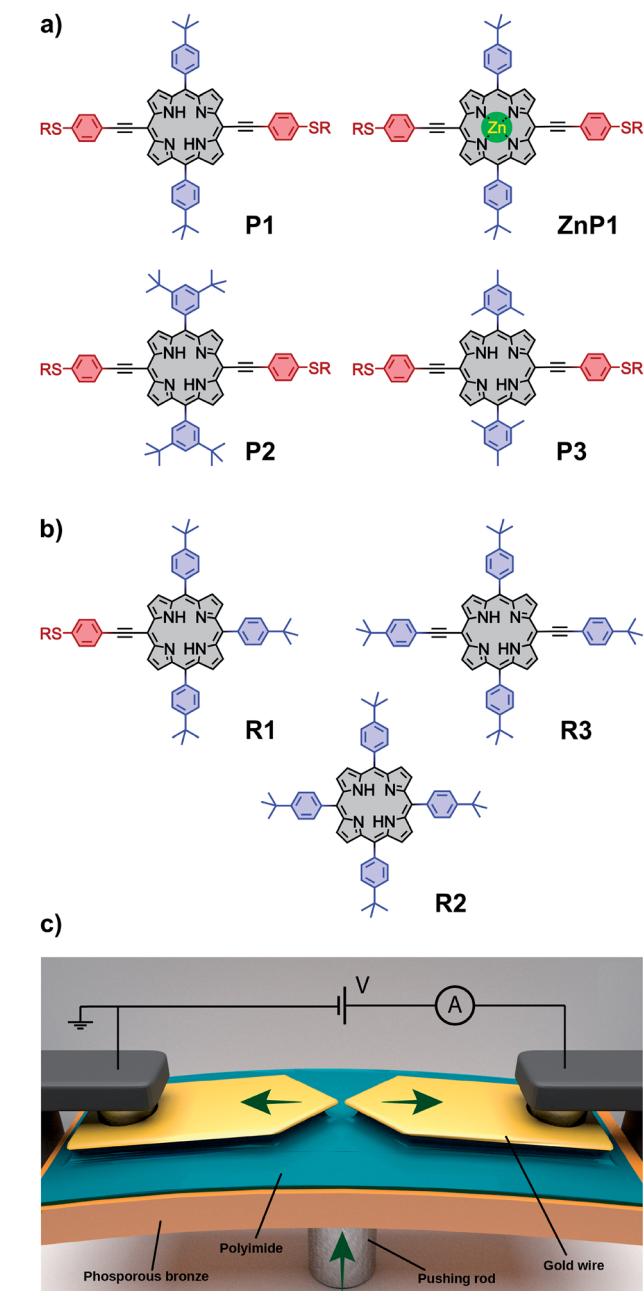 a)
RS NH N N HN SR
P1
RS N N Zn N N SR
ZnP1
RS NH N N HN SR
P2
RS NH N N HN SR
P3
b)
RS NH N N HN
R1
NH N N HN
R3
NH N N HN
R2
c)
V
A
Polyimide
Gold wire
Phosporous bronze
Pushing rod